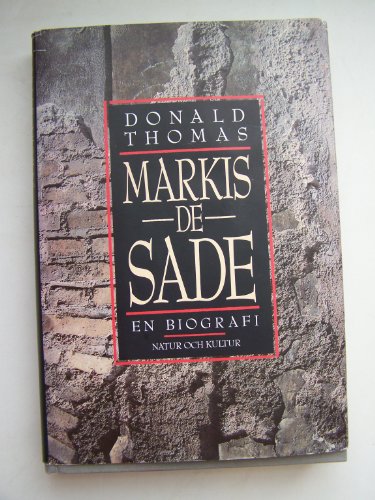 DONALD
THOMAS
MARKIS
DE
SADE
EN BIOGRAFI
NATUR OCH KULTUR